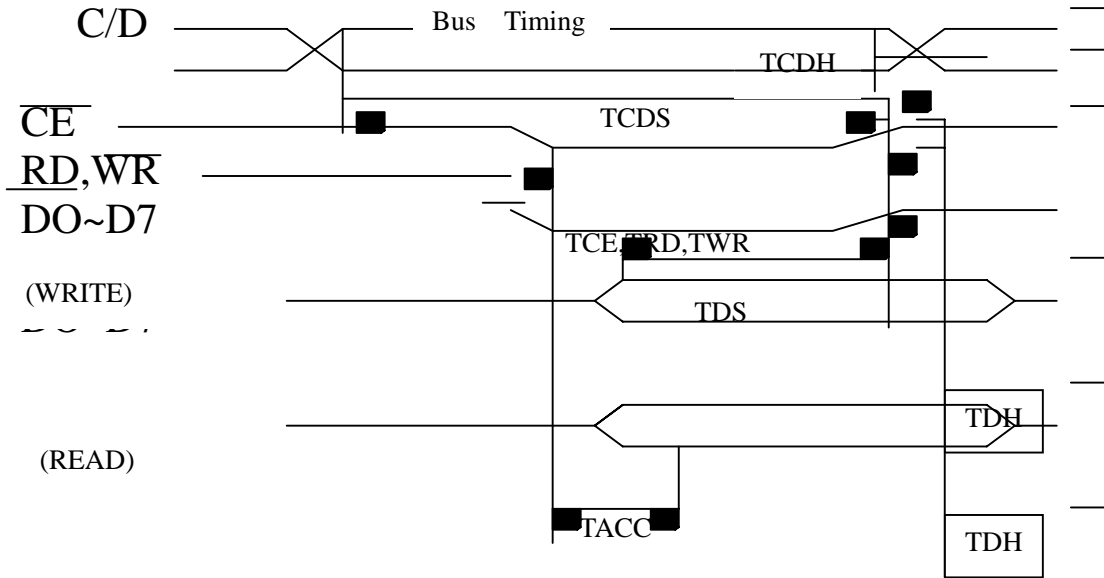 C/D
Bus Timing
TCDH
TCDS
CE
RD,WR
DO~D7
TCE,TRD,TWR
(WRITE)
TDS
TDH
(READ)
TACC
TDH